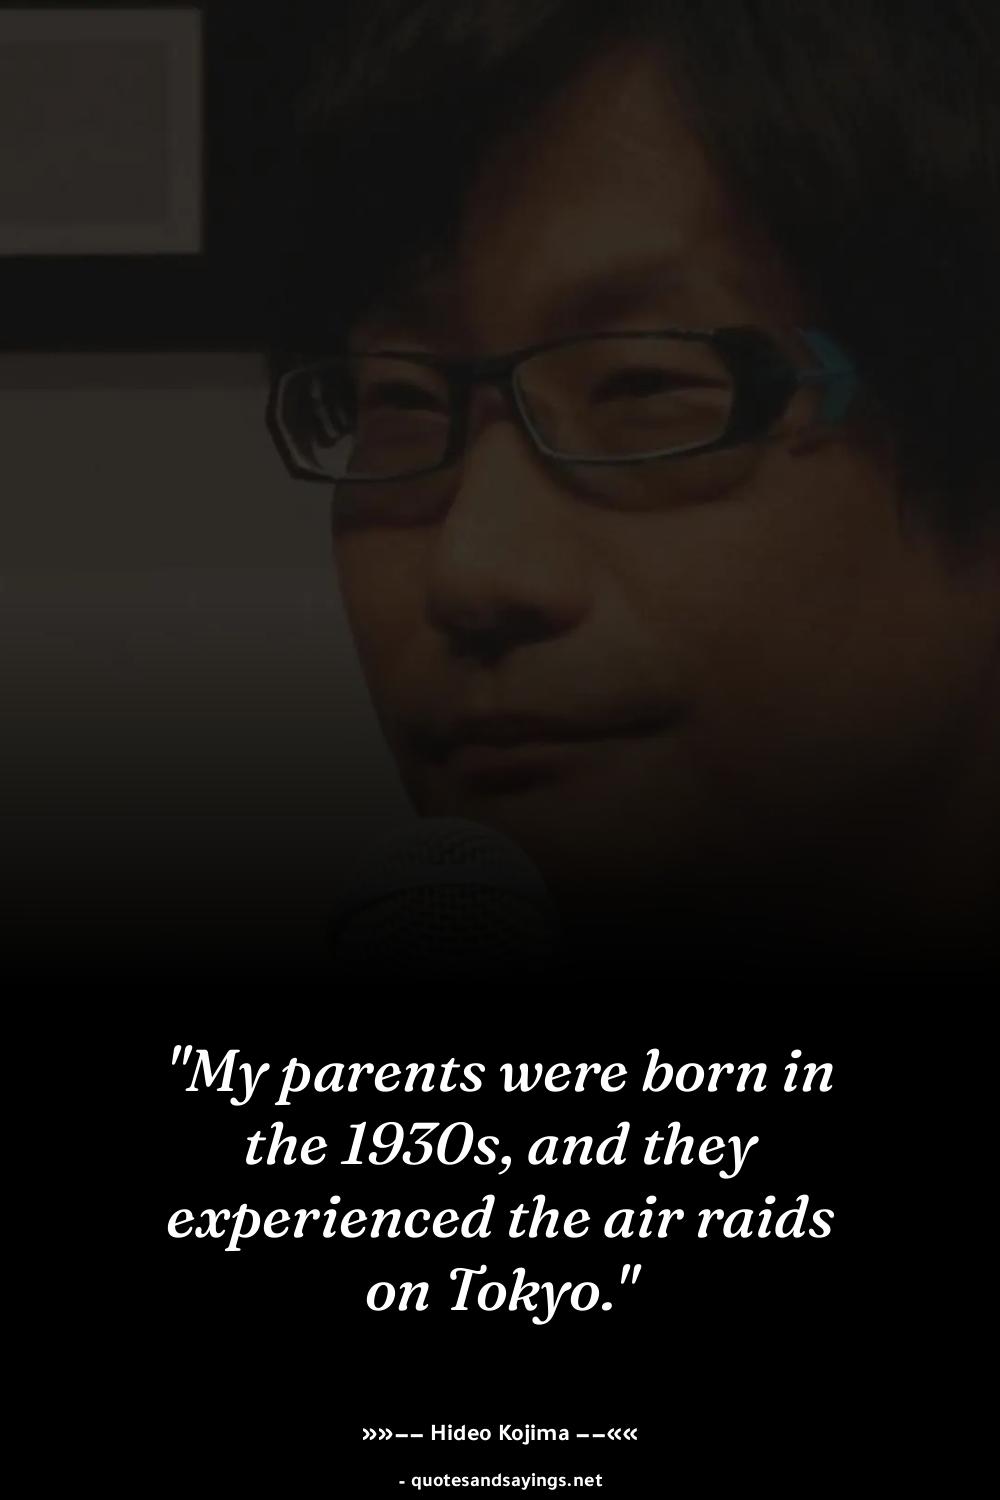 "My parents were born in
the 1930s, and they
experienced the air raids
on Tokyo."
»»−− Hideo Kojima −−««
- quotesandsayings.net